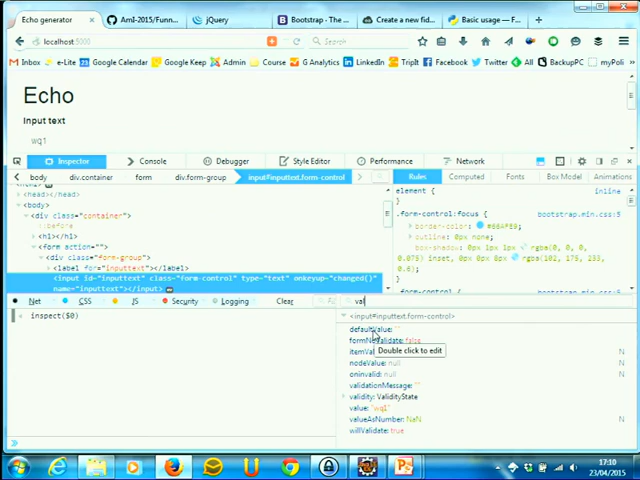 Echo generator
ArnI-2015/Funn...
jQuery
Bootstrap - The ...
Create a new fid...
Basic usage — F...
localhost:5000
Search
Inbox
e-Lite
Google Calendar
Google Keep
Admin
Course
G Analytics
LinkedIn
TripIt
Facebook
Twitter
All
BackupPC
myPoli
Echo
Input text
wq1
Inspector
Console
Debugger
Style Editor
Performance
Network
body
div.container
form
div.form-group
input#inputtext.form-control
Rules
Computed
Fonts
Box Model
Animations
<head></head>
<body>
<div class="container">
::before
<h1></h1>
<form action="">
<div class="form-group">
<label for="inputtext"></label>
<input id="inputtext" class="form-control" type="text" onkeyup="changed()"
name="inputtext"></input>
element {
inline
}
.form-control:focus {
bootstrap.min.css:5
border-color: #66AFE9;
outline: 0px none;
box-shadow: 0px 1px 1px rgba(0, 0, 0,
0.075) inset, 0px 0px 8px rgba(102, 175, 233,
0.6);
}
.form-control {
bootstrap.min.css:5
Net
CSS
JS
Security
Logging
Clear
val
inspect($0)
<input#inputtext.form-control>
defaultValue: ""
formNoValidate: false
itemVal
N
Double click to edit
nodeValue: null
N
oninvalid: null
N
validationMessage: ""
validity: ValidityState
value: "wq1"
valueAsNumber: NaN
N
willValidate: true
17:10
23/04/2015